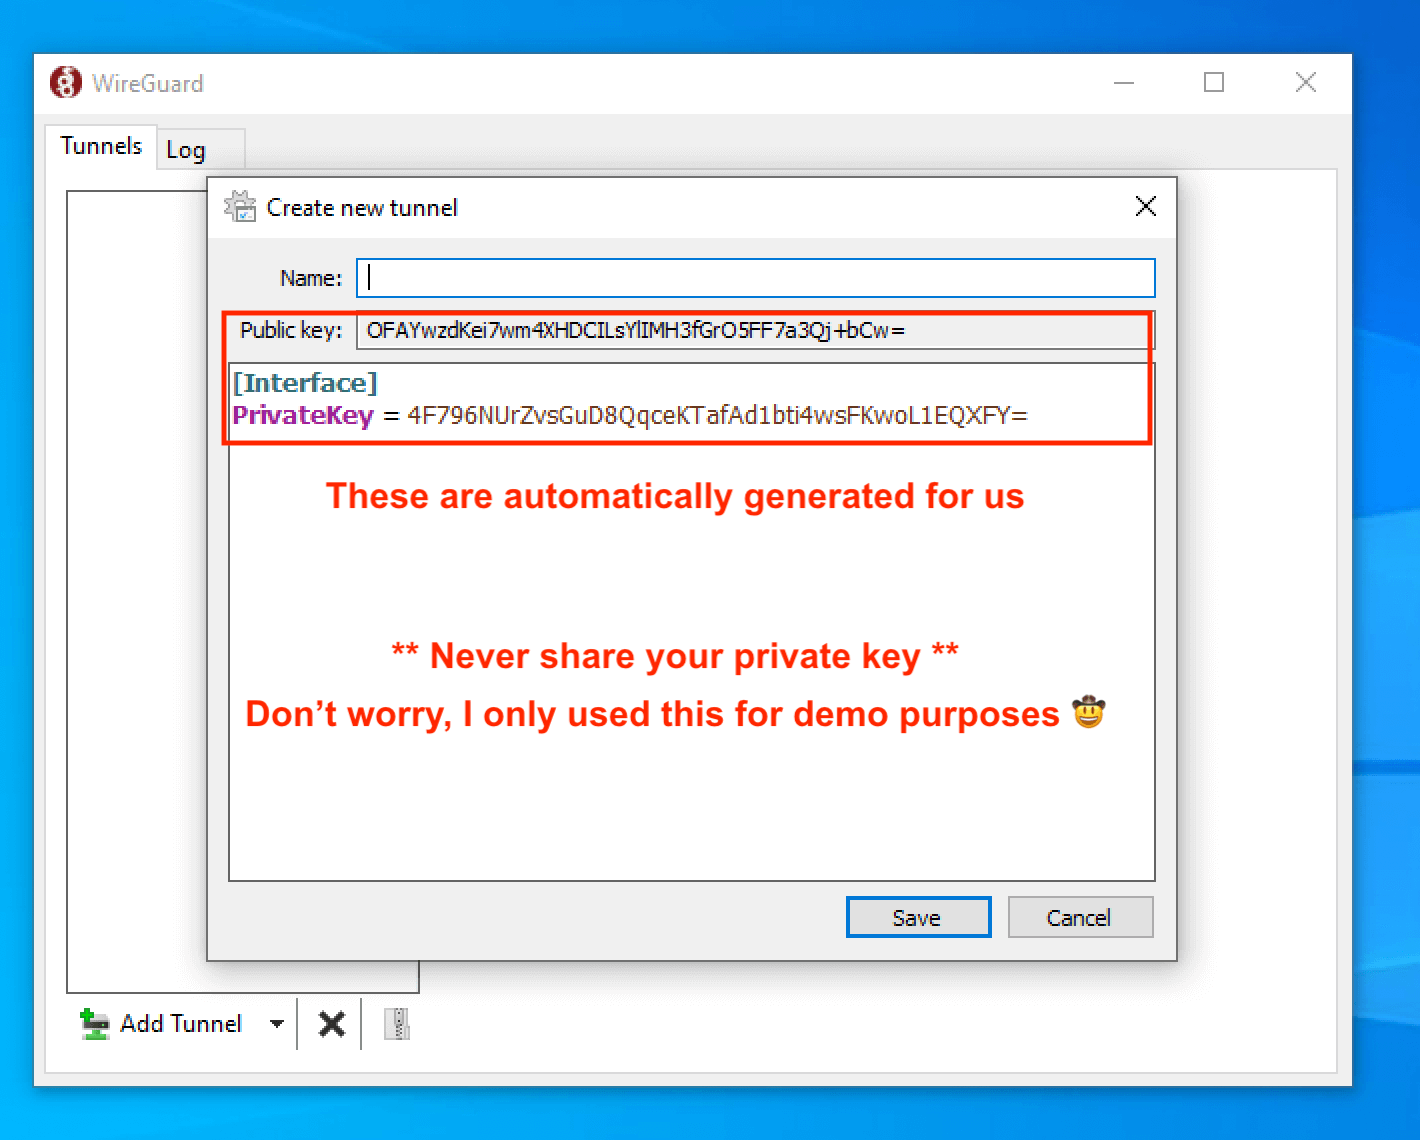 WireGuard
Tunnels Log
Create new tunnel
Name:
Public key: OFAYwzdKei7wm4XHDCILsYlIMH3fGrO5FF7a3Qj+bCw=
[Interface]
PrivateKey = 4F796NUrZvsGuD8QqceKTafAd1bti4wsFKwoL1EQXFY=
These are automatically generated for us
** Never share your private key **
Don’t worry, I only used this for demo purposes 🤠
Save Cancel
Add Tunnel